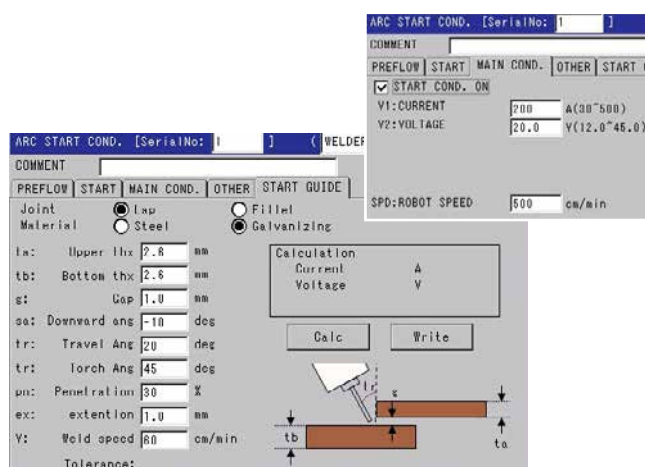 ARC START COND. [SerialNo: 1 ]
COMMENT
PREFLOW START MAIN COND. OTHER START
START COND. ON
V1:CURRENT 200 A(30~500)
V2:VOLTAGE 20.0 V(12.0~45.0)
SPD:ROBOT SPEED 500 cm/min
ARC START COND. [SerialNo: 1 ] ( WELDER
COMMENT
PREFLOW START MAIN COND. OTHER START GUIDE
Joint Lap Fillet
Material Steel Galvanizing
ta: Upper thx 2.6 mm
tb: Bottom thx 2.6 mm
g: Gap 1.0 mm
sa: Downward ang -10 deg
tr: Travel Ang 20 deg
tr: Torch Ang 45 deg
pn: Penetration 30 %
ex: extention 1.0 mm
V: Weld speed 60 cm/min
Tolerance:
Calculation
Current A
Voltage V
Calc Write
tr
g
tb
ta